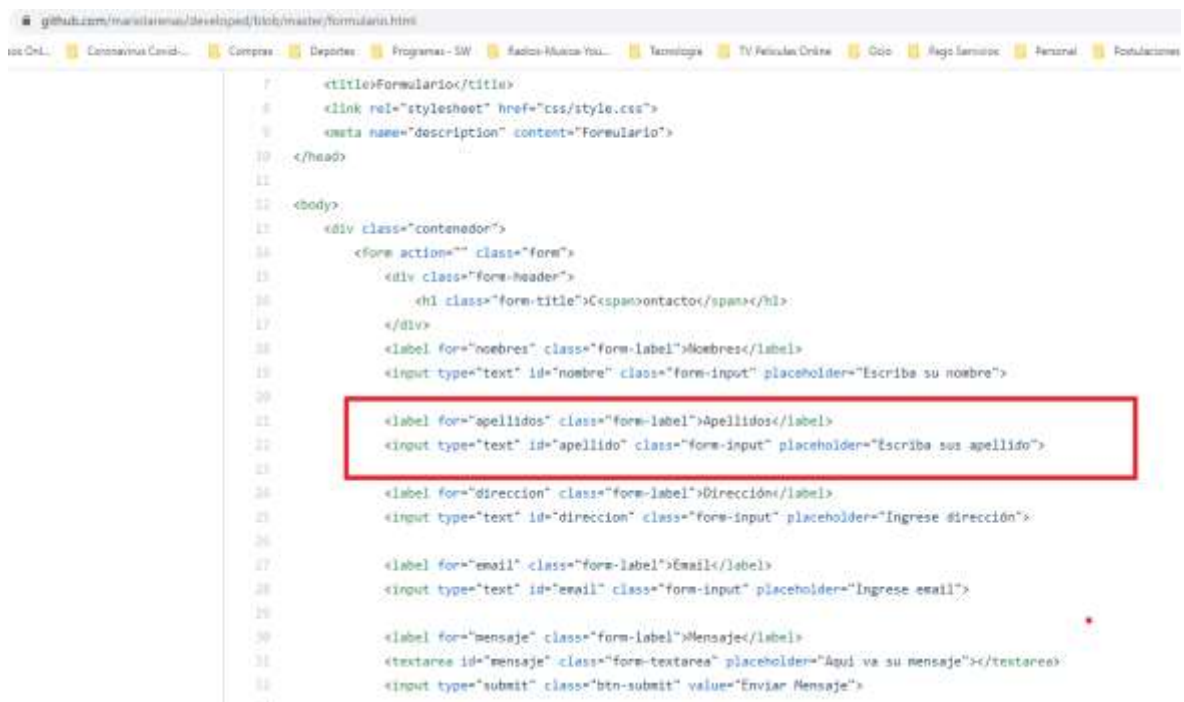 github.com/mariolarenas/developed/blob/master/formulario.html
Coronavirus Covid-... Compras Deportes Programas - SW Radios-Musica-You... Tecnologia TV Peliculas Online Ocio Pago Servicios Personal Postulaciones
7 <title>Formulario</title>
8 <link rel="stylesheet" href="css/style.css">
9 <meta name="description" content="Formulario">
10 </head>
11
12 <body>
13 <div class="contenedor">
14 <form action="" class="form">
15 <div class="form-header">
16 <h1 class="form-title">C<span>ontacto</span></h1>
17 </div>
18 <label for="nombres" class="form-label">Nombres</label>
19 <input type="text" id="nombre" class="form-input" placeholder="Escriba su nombre">
20
21 <label for="apellidos" class="form-label">Apellidos</label>
22 <input type="text" id="apellido" class="form-input" placeholder="Escriba sus apellido">
23
24 <label for="direccion" class="form-label">Dirección</label>
25 <input type="text" id="direccion" class="form-input" placeholder="Ingrese dirección">
26
27 <label for="email" class="form-label">Email</label>
28 <input type="text" id="email" class="form-input" placeholder="Ingrese email">
29
30 <label for="mensaje" class="form-label">Mensaje</label>
31 <textarea id="mensaje" class="form-textarea" placeholder="Aquí va su mensaje"></textarea>
32 <input type="submit" class="btn-submit" value="Enviar Mensaje">